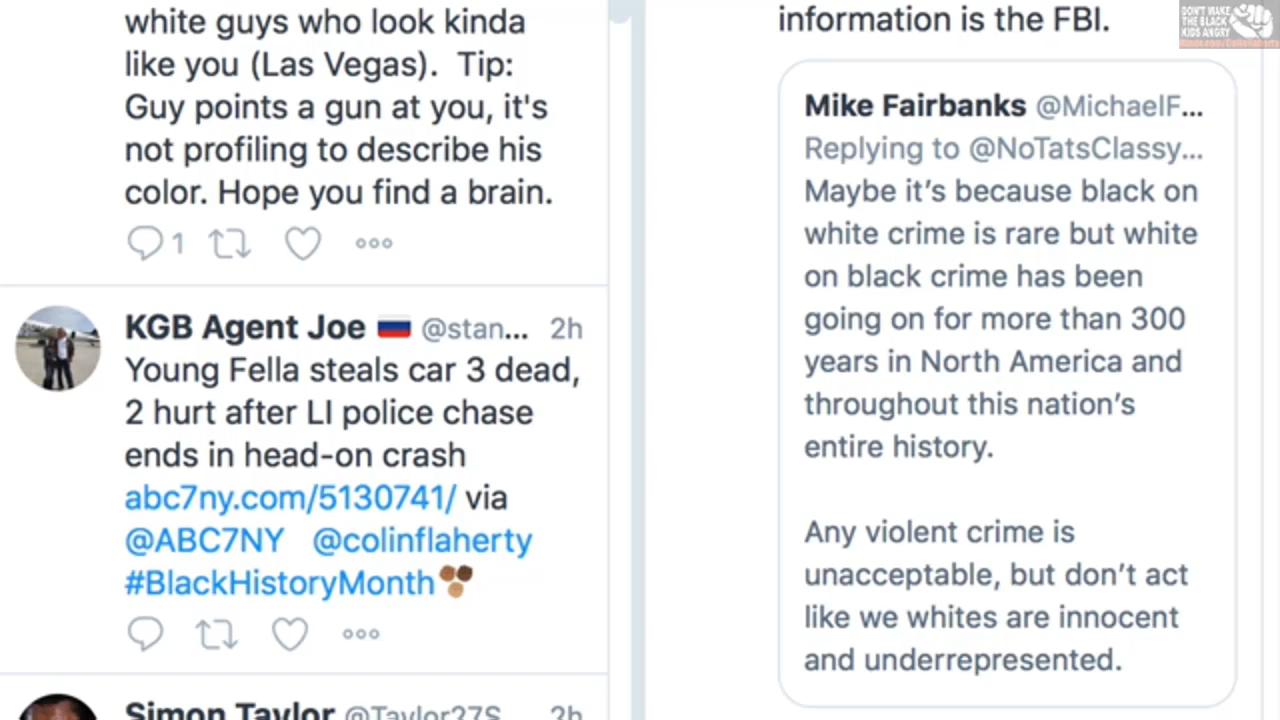 white guys who look kinda
like you (Las Vegas).  Tip:
Guy points a gun at you, it's
not profiling to describe his
color. Hope you find a brain.
1
KGB Agent Joe 🇷🇺 @stan... 2h
Young Fella steals car 3 dead,
2 hurt after LI police chase
ends in head-on crash
abc7ny.com/5130741/ via
@ABC7NY   @colinflaherty
#BlackHistoryMonth
Simon Taylor @Taylor27S 2h
information is the FBI.
Mike Fairbanks @MichaelF...
Replying to @NoTatsClassy...
Maybe it’s because black on
white crime is rare but white
on black crime has been
going on for more than 300
years in North America and
throughout this nation’s
entire history.
Any violent crime is
unacceptable, but don’t act
like we whites are innocent
and underrepresented.
DON'T MAKE
THE BLACK
KIDS ANGRY